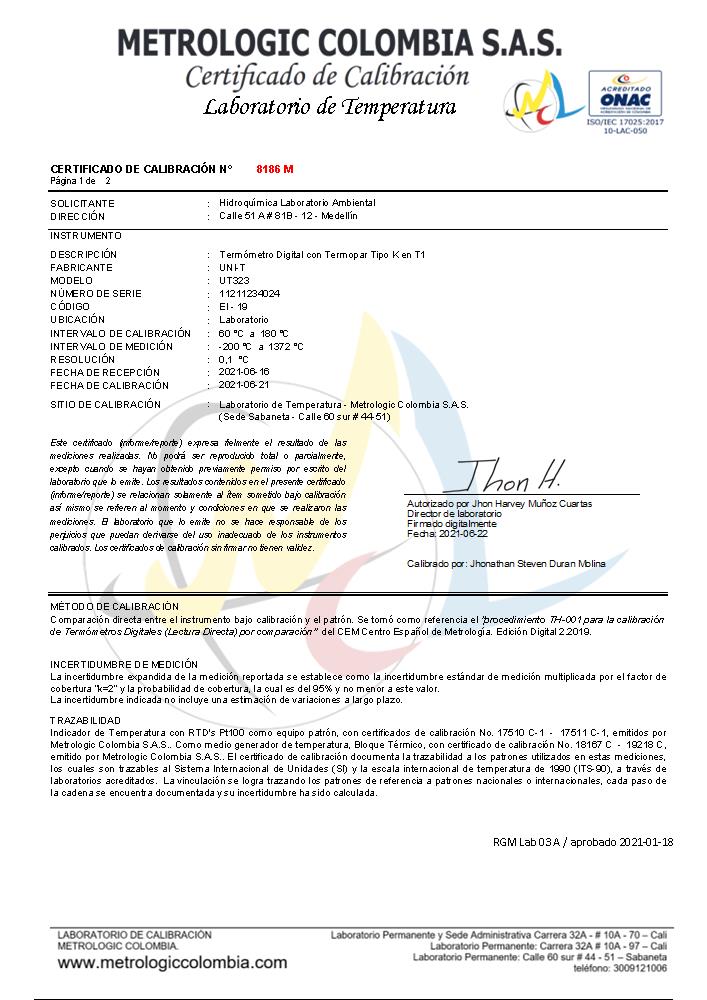 METROLOGIC COLOMBIA S.A.S.
Certificado de Calibración
Laboratorio de Temperatura
ACREDITADO
ONAC
ISO/IEC 17025:2017
10-LAC-050
CERTIFICADO DE CALIBRACIÓN N° 8186 M
Página 1 de 2
SOLICITANTE : Hidroquímica Laboratorio Ambiental
DIRECCIÓN : Calle 51 A # 81B - 12 - Medellín
INSTRUMENTO
DESCRIPCIÓN : Termómetro Digital con Termopar Tipo K en T1
FABRICANTE : UNI-T
MODELO : UT323
NÚMERO DE SERIE : 11211234024
CÓDIGO : EI - 19
UBICACIÓN : Laboratorio
INTERVALO DE CALIBRACIÓN : 60 °C a 180 °C
INTERVALO DE MEDICIÓN : -200 °C a 1372 °C
RESOLUCIÓN : 0,1 °C
FECHA DE RECEPCIÓN : 2021-06-16
FECHA DE CALIBRACIÓN : 2021-06-21
SITIO DE CALIBRACIÓN : Laboratorio de Temperatura - Metrologic Colombia S.A.S.
(Sede Sabaneta - Calle 60 sur # 44-51)
Este certificado (informe/reporte) expresa fielmente el resultado de las
mediciones realizadas. No podrá ser reproducido total o parcialmente,
excepto cuando se hayan obtenido previamente permiso por escrito del
laboratorio que lo emite. Los resultados contenidos en el presente certificado
(informe/reporte) se relacionan solamente al ítem sometido bajo calibración
así mismo se refieren al momento y condiciones en que se realizaron las
mediciones. El laboratorio que lo emite no se hace responsable de los
perjuicios que puedan derivarse del uso inadecuado de los instrumentos
calibrados. Los certificados de calibración sin firmar no tienen validez.
Jhon H.
Autorizado por Jhon Harvey Muñoz Cuartas
Director de laboratorio
Firmado digitalmente
Fecha: 2021-06-22
Calibrado por: Jhonathan Steven Duran Molina
MÉTODO DE CALIBRACIÓN
Comparación directa entre el instrumento bajo calibración y el patrón. Se tomó como referencia el "procedimiento TH-001 para la calibración
de Termómetros Digitales (Lectura Directa) por comparación" del CEM Centro Español de Metrología. Edición Digital 2.2019.
INCERTIDUMBRE DE MEDICIÓN
La incertidumbre expandida de la medición reportada se establece como la incertidumbre estándar de medición multiplicada por el factor de
cobertura "k=2" y la probabilidad de cobertura, la cual es del 95% y no menor a este valor.
La incertidumbre indicada no incluye una estimación de variaciones a largo plazo.
TRAZABILIDAD
Indicador de Temperatura con RTD's Pt100 como equipo patrón, con certificados de calibración No. 17510 C-1 - 17511 C-1, emitidos por
Metrologic Colombia S.A.S.. Como medio generador de temperatura, Bloque Térmico, con certificado de calibración No. 18167 C - 19218 C,
emitido por Metrologic Colombia S.A.S.. El certificado de calibración documenta la trazabilidad a los patrones utilizados en estas mediciones,
los cuales son trazables al Sistema Internacional de Unidades (SI) y la escala internacional de temperatura de 1990 (ITS-90), a través de
laboratorios acreditados. La vinculación se logra trazando los patrones de referencia a patrones nacionales o internacionales, cada paso de
la cadena se encuentra documentada y su incertidumbre ha sido calculada.
RGM Lab 03 A / aprobado 2021-01-18
LABORATORIO DE CALIBRACIÓN
METROLOGIC COLOMBIA.
www.metrologiccolombia.com
Laboratorio Permanente y Sede Administrativa Carrera 32A - # 10A - 70 – Cali
Laboratorio Permanente: Carrera 32A # 10A - 97 – Cali
Laboratorio Permanente: Calle 60 sur # 44 - 51 – Sabaneta
teléfono: 3009121006